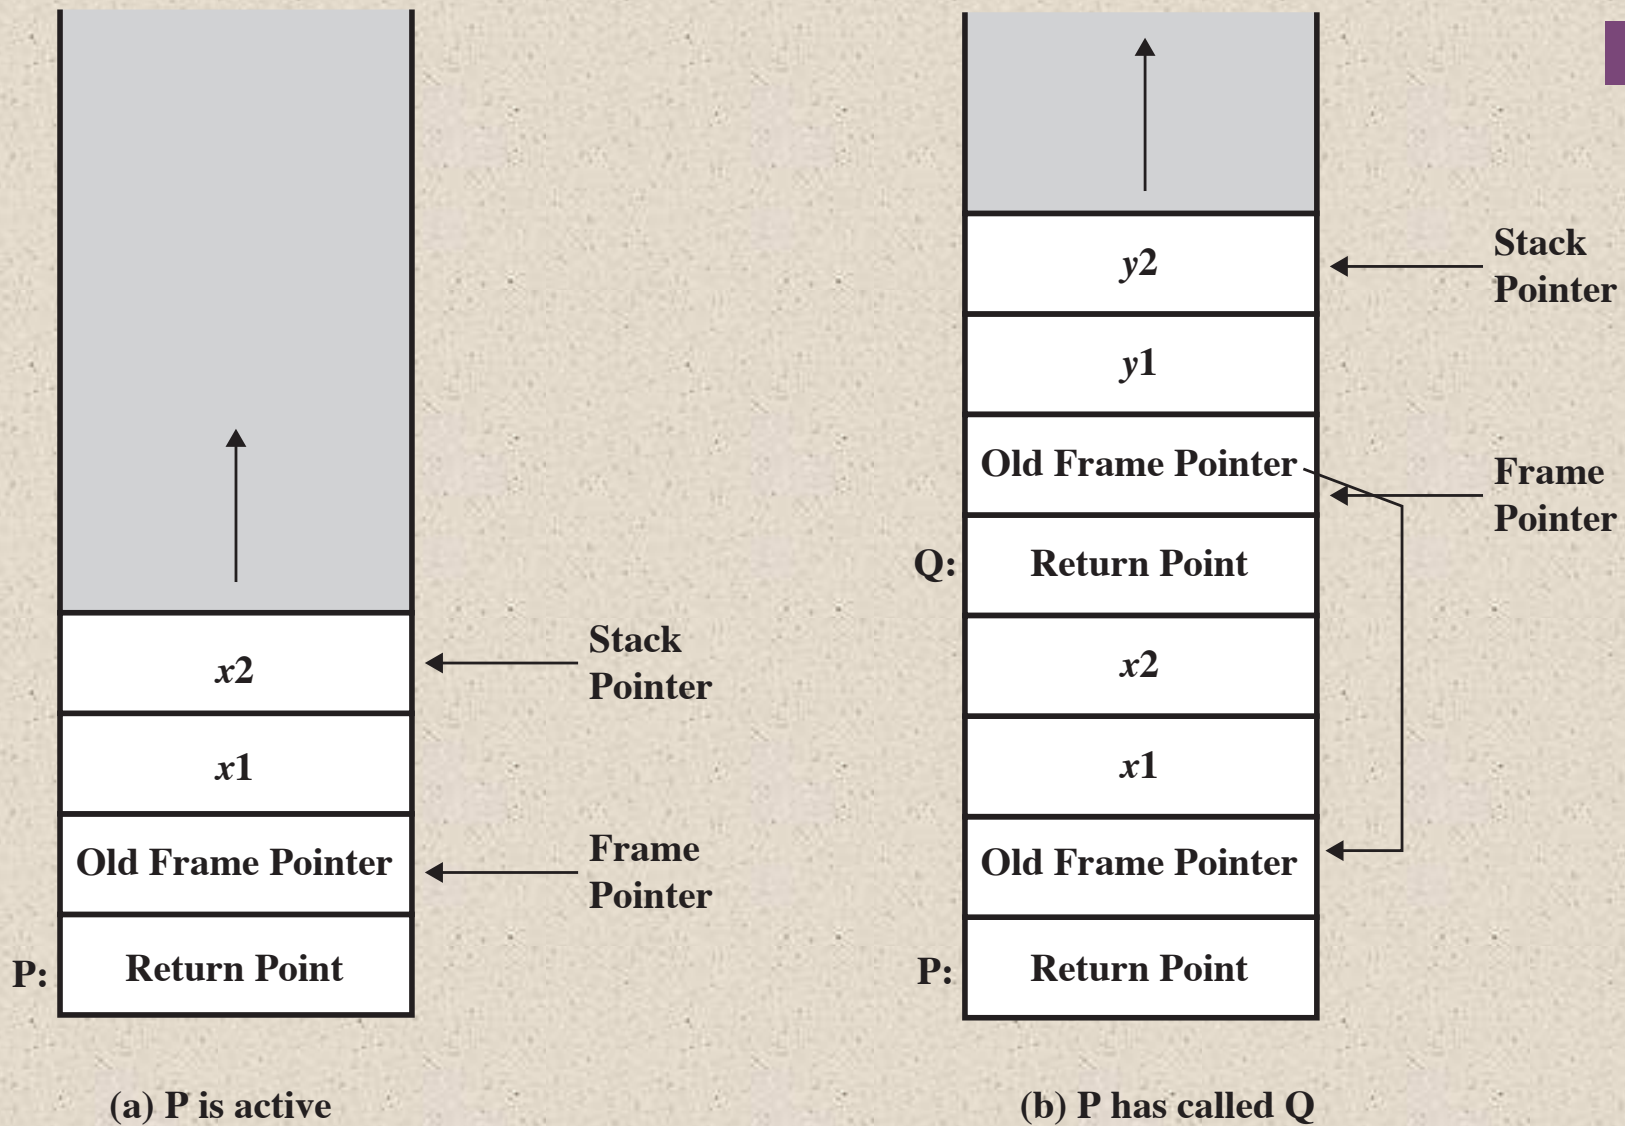 x2
Stack
Pointer
x1
Old Frame Pointer
Frame
Pointer
P:
Return Point
(a) P is active
y2
Stack
Pointer
y1
Old Frame Pointer
Frame
Pointer
Q:
Return Point
x2
x1
Old Frame Pointer
P:
Return Point
(b) P has called Q